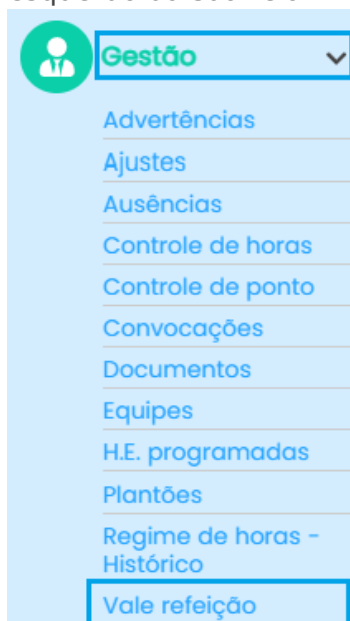 Gestão
Advertências
Ajustes
Ausências
Controle de horas
Controle de ponto
Convocações
Documentos
Equipes
H.E. programadas
Plantões
Regime de horas -
Histórico
Vale refeição